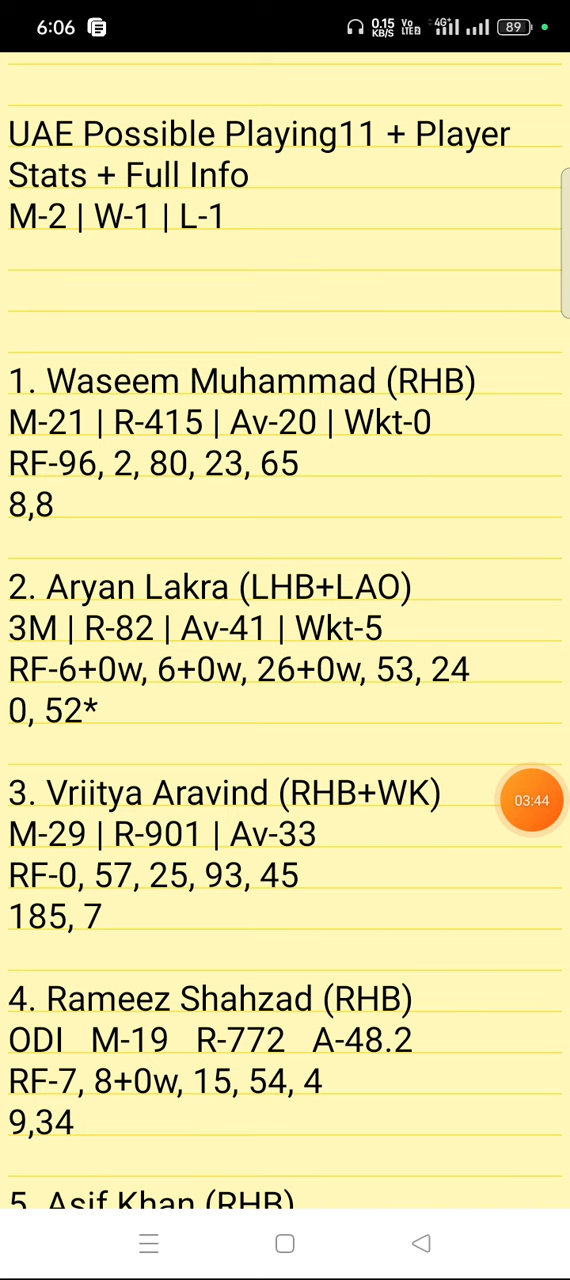 6:06
0.15 KB/S
Vo LTE2
4G+
89
UAE Possible Playing11 + Player
Stats + Full Info
M-2 | W-1 | L-1
1. Waseem Muhammad (RHB)
M-21 | R-415 | Av-20 | Wkt-0
RF-96, 2, 80, 23, 65
8,8
2. Aryan Lakra (LHB+LAO)
3M | R-82 | Av-41 | Wkt-5
RF-6+0w, 6+0w, 26+0w, 53, 24
0, 52*
3. Vriitya Aravind (RHB+WK)
M-29 | R-901 | Av-33
RF-0, 57, 25, 93, 45
185, 7
03:44
4. Rameez Shahzad (RHB)
ODI M-19 R-772 A-48.2
RF-7, 8+0w, 15, 54, 4
9,34
5. Asif Khan (RHB)